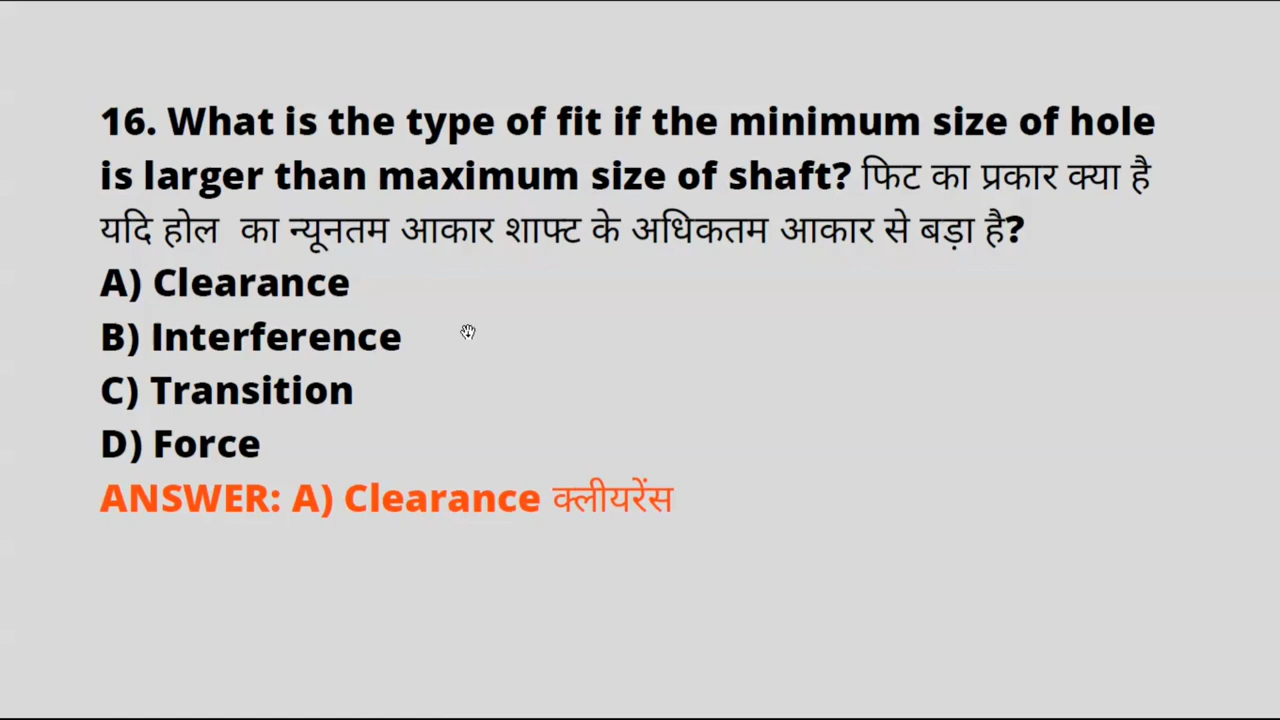 16. What is the type of fit if the minimum size of hole
is larger than maximum size of shaft? फिट का प्रकार क्या है
यदि होल का न्यूनतम आकार शाफ्ट के अधिकतम आकार से बड़ा है?
A) Clearance
B) Interference
C) Transition
D) Force
ANSWER: A) Clearance क्लीयरेंस